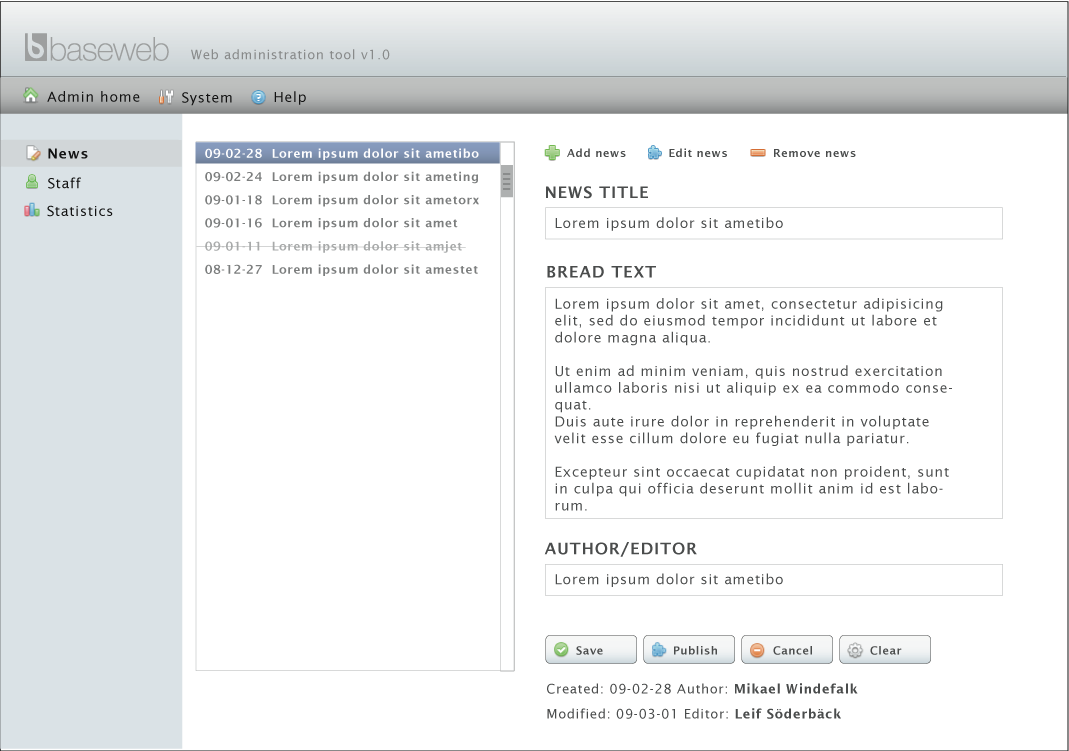 baseweb Web administration tool v1.0
Admin home System Help
News
Staff
Statistics
09-02-28 Lorem ipsum dolor sit ametibo
09-02-24 Lorem ipsum dolor sit ameting
09-01-18 Lorem ipsum dolor sit ametorx
09-01-16 Lorem ipsum dolor sit amet
09-01-11 Lorem ipsum dolor sit amjet
08-12-27 Lorem ipsum dolor sit amestet
Add news Edit news Remove news
NEWS TITLE
Lorem ipsum dolor sit ametibo
BREAD TEXT
Lorem ipsum dolor sit amet, consectetur adipisicing
elit, sed do eiusmod tempor incididunt ut labore et
dolore magna aliqua.
Ut enim ad minim veniam, quis nostrud exercitation
ullamco laboris nisi ut aliquip ex ea commodo conse-
quat.
Duis aute irure dolor in reprehenderit in voluptate
velit esse cillum dolore eu fugiat nulla pariatur.
Excepteur sint occaecat cupidatat non proident, sunt
in culpa qui officia deserunt mollit anim id est labo-
rum.
AUTHOR/EDITOR
Lorem ipsum dolor sit ametibo
Save Publish Cancel Clear
Created: 09-02-28 Author: Mikael Windefalk
Modified: 09-03-01 Editor: Leif Söderbäck